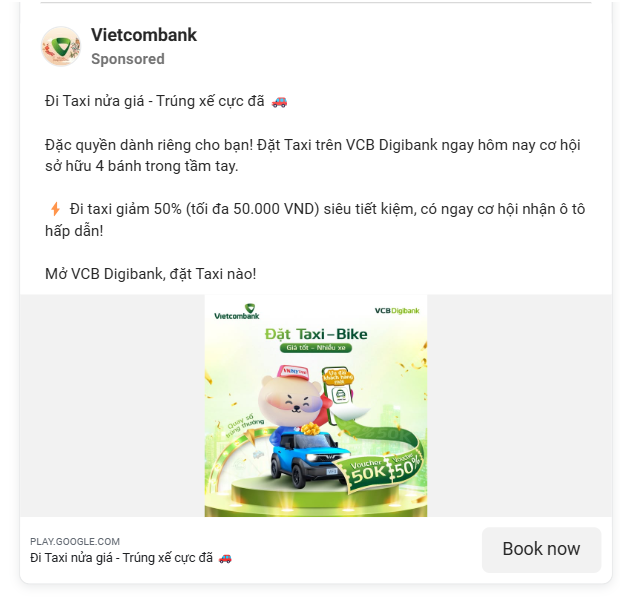 Vietcombank
Sponsored
Đi Taxi nửa giá - Trúng xế cực đã 🚗
Đặc quyền dành riêng cho bạn! Đặt Taxi trên VCB Digibank ngay hôm nay cơ hội
sở hữu 4 bánh trong tầm tay.
⚡ Đi taxi giảm 50% (tối đa 50.000 VND) siêu tiết kiệm, có ngay cơ hội nhận ô tô
hấp dẫn!
Mở VCB Digibank, đặt Taxi nào!
Vietcombank
VCB Digibank
Đặt Taxi–Bike
Giá tốt - Nhiều xe
Quay số
trúng thưởng
Voucher
50K
Voucher
50%
PLAY.GOOGLE.COM
Đi Taxi nửa giá - Trúng xế cực đã 🚗
Book now